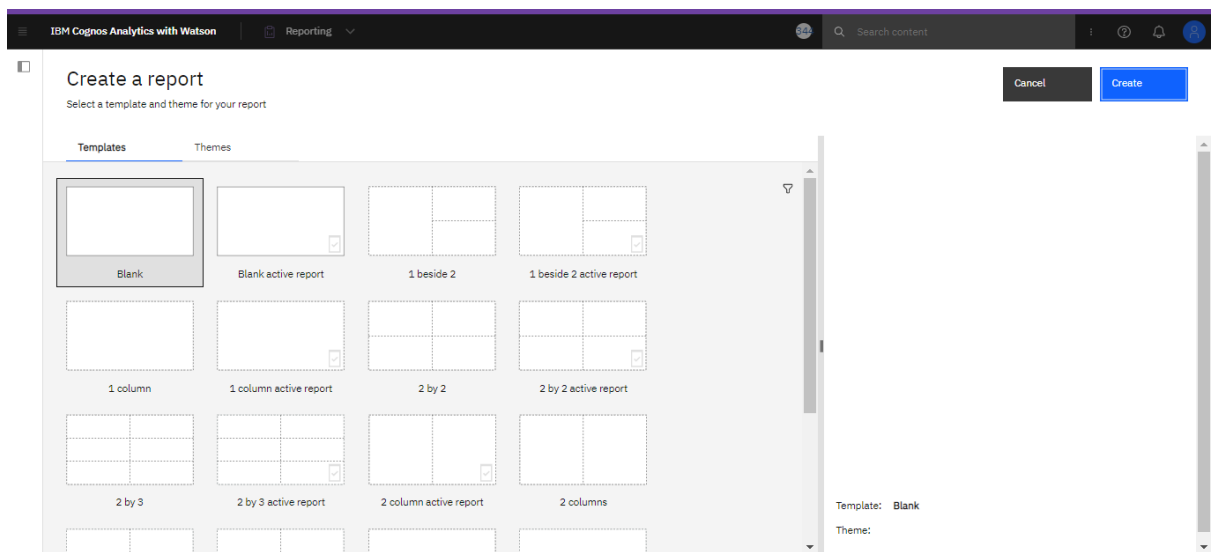 IBM Cognos Analytics with Watson
Reporting
344
Search content
Create a report
Select a template and theme for your report
Cancel
Create
Templates
Themes
Blank
Blank active report
1 beside 2
1 beside 2 active report
1 column
1 column active report
2 by 2
2 by 2 active report
2 by 3
2 by 3 active report
2 column active report
2 columns
Template: Blank
Theme: